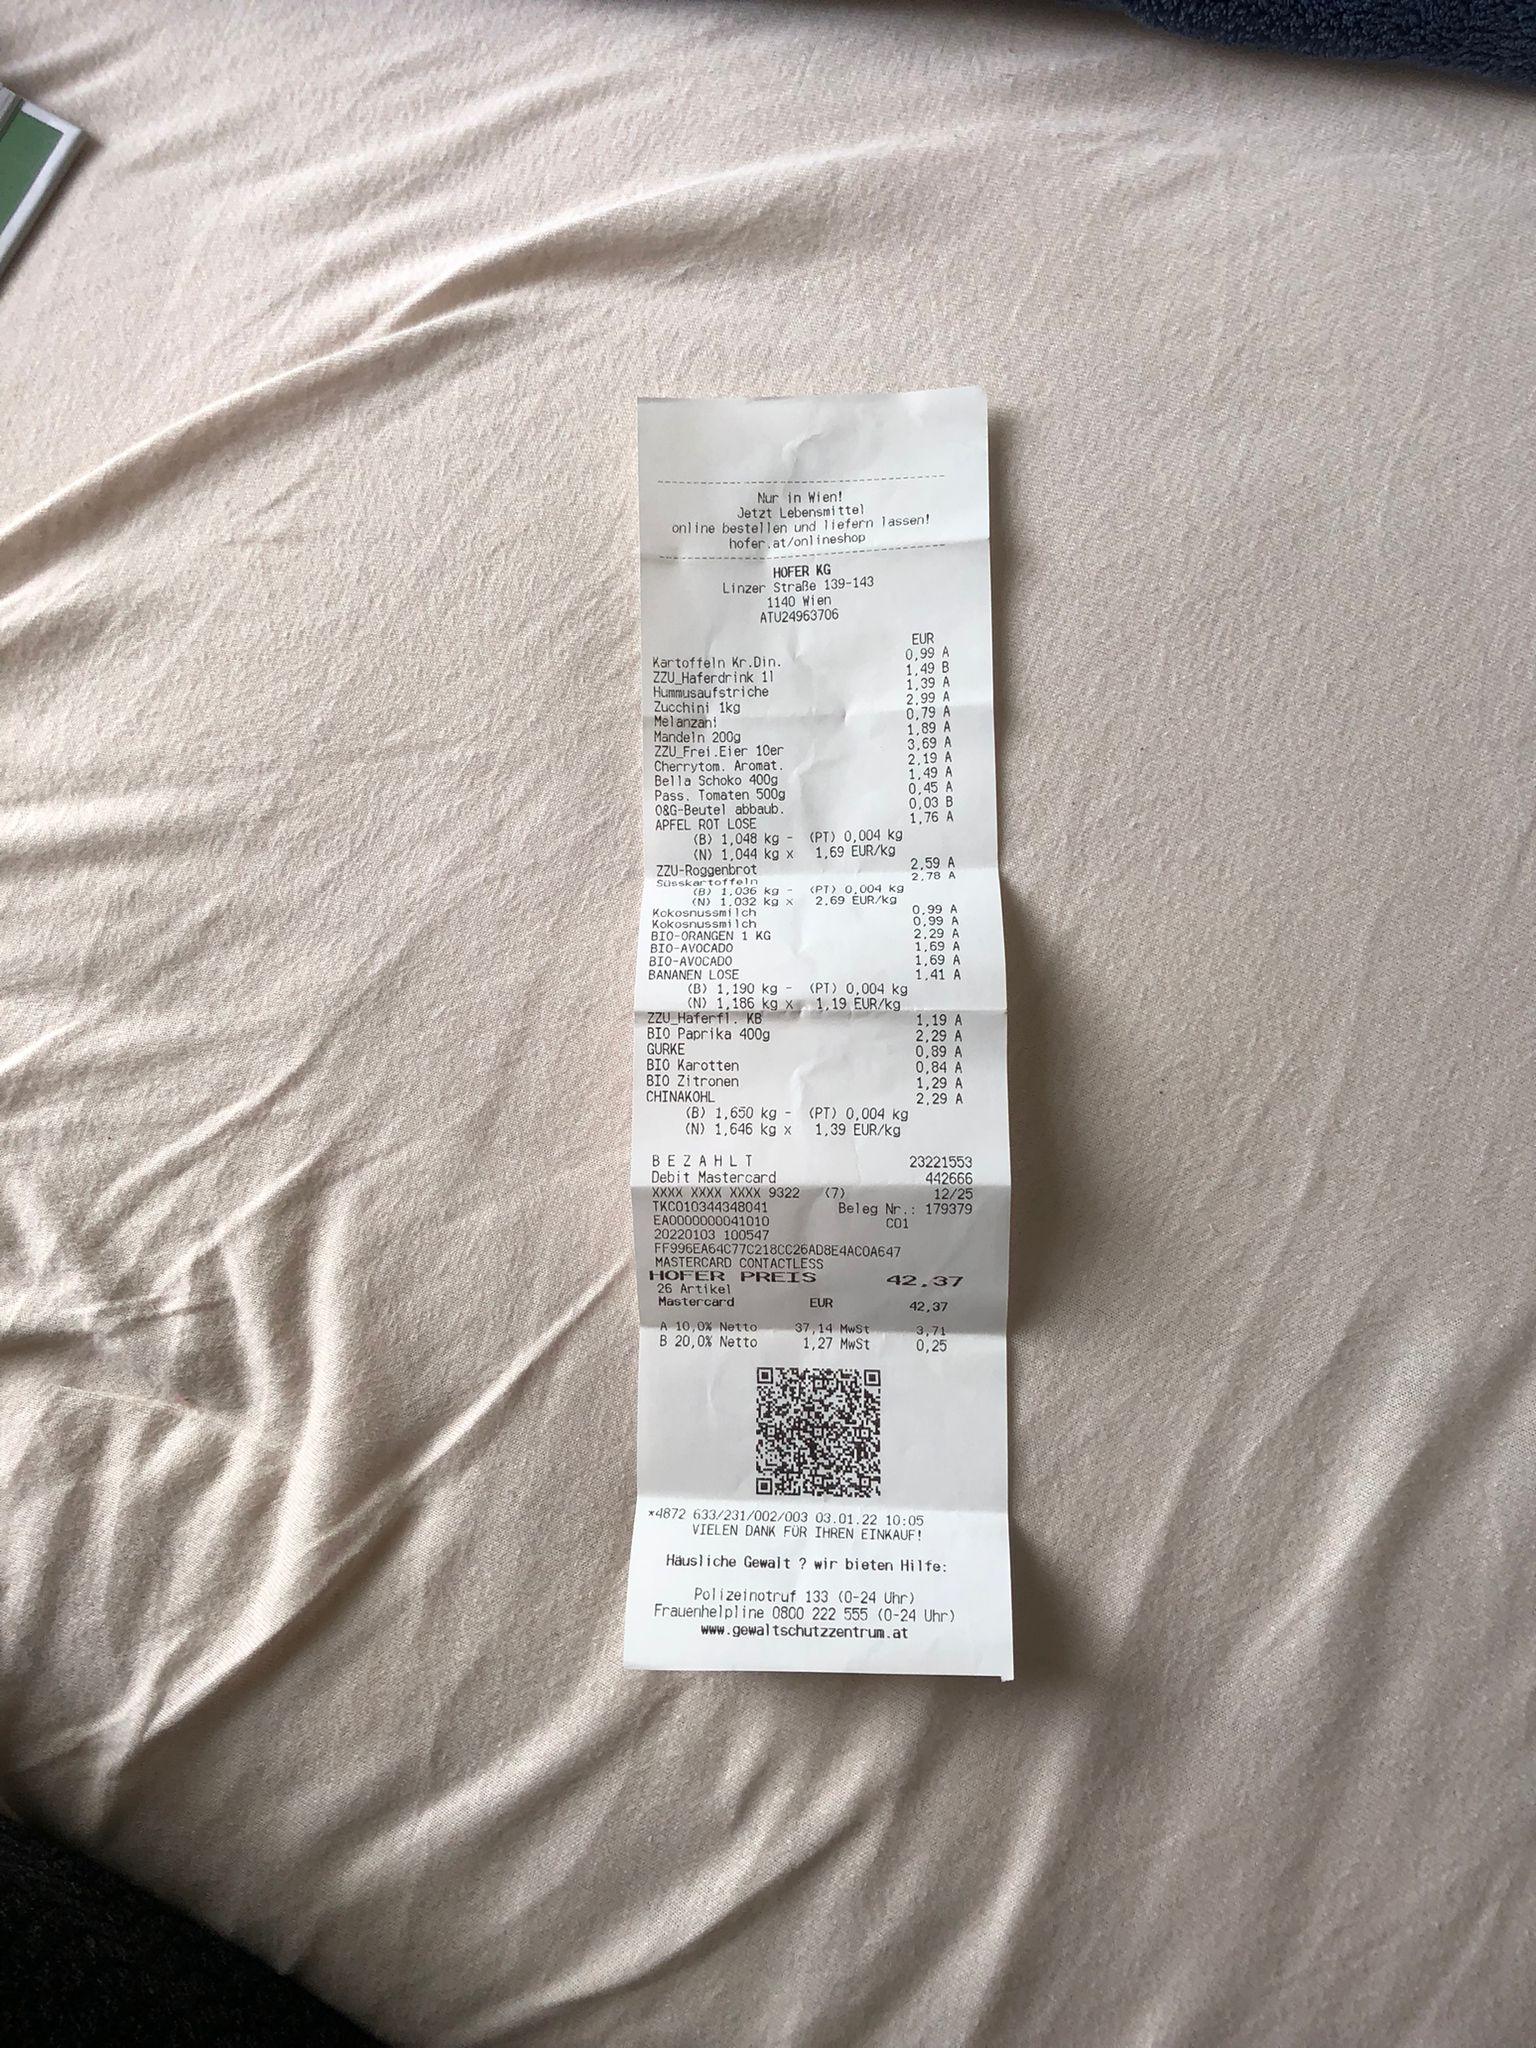 Nur in Wien!
Jetzt Lebensmittel
online bestellen und liefern lassen!
hofer.at/onlineshop
HOFER KG
Linzer Straße 139-143
1140 Wien
ATU24963706
EUR
Kartoffeln Kr.Din. 0,99 A
ZZU_Haferdrink 1l 1,49 B
Hummusaufstriche 1,39 A
Zucchini 1kg 2,99 A
Melanzani 0,79 A
Mandeln 200g 1,89 A
ZZU_Frei.Eier 10er 3,69 A
Cherrytom. Aromat. 2,19 A
Bella Schoko 400g 1,49 A
Pass. Tomaten 500g 0,45 A
O&G-Beutel abbaub. 0,03 B
APFEL ROT LOSE 1,76 A
(B) 1,048 kg - (PT) 0,004 kg
(N) 1,044 kg x 1,69 EUR/kg
ZZU-Roggenbrot 2,59 A
Süsskartoffeln 2,78 A
(B) 1,036 kg - (PT) 0,004 kg
(N) 1,032 kg x 2,69 EUR/kg
Kokosnussmilch 0,99 A
Kokosnussmilch 0,99 A
BIO-ORANGEN 1 KG 2,29 A
BIO-AVOCADO 1,69 A
BIO-AVOCADO 1,69 A
BANANEN LOSE 1,41 A
(B) 1,190 kg - (PT) 0,004 kg
(N) 1,186 kg x 1,19 EUR/kg
ZZU_Haferfl. KB 1,19 A
BIO Paprika 400g 2,29 A
GURKE 0,89 A
BIO Karotten 0,84 A
BIO Zitronen 1,29 A
CHINAKOHL 2,29 A
(B) 1,650 kg - (PT) 0,004 kg
(N) 1,646 kg x 1,39 EUR/kg
B E Z A H L T 23221553
Debit Mastercard 442666
XXXX XXXX XXXX 9322 (7) 12/25
TKC010344348041 Beleg Nr.: 179379
EA0000000041010 C01
20220103 100547
FF996EA64C77C218CC26AD8E4AC0A647
MASTERCARD CONTACTLESS
HOFER PREIS 42,37
26 Artikel
Mastercard EUR 42,37
A 10,0% Netto 37,14 MwSt 3,71
B 20,0% Netto 1,27 MwSt 0,25
*4872 633/231/002/003 03.01.22 10:05
VIELEN DANK FÜR IHREN EINKAUF!
Häusliche Gewalt ? wir bieten Hilfe:
Polizeinotruf 133 (0-24 Uhr)
Frauenhelpline 0800 222 555 (0-24 Uhr)
www.gewaltschutzzentrum.at